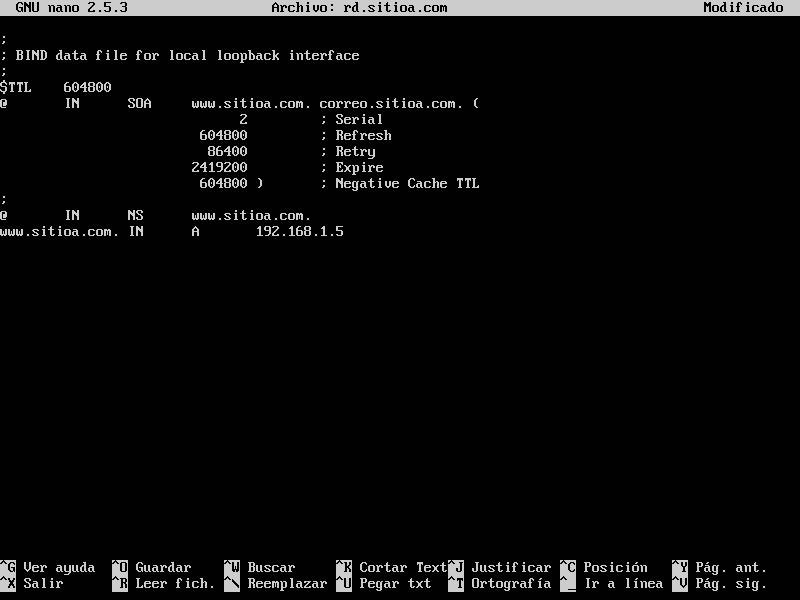 GNU nano 2.5.3 Archivo: rd.sitioa.com Modificado
;
; BIND data file for local loopback interface
;
$TTL 604800
@ IN SOA www.sitioa.com. correo.sitioa.com. (
2 ; Serial
604800 ; Refresh
86400 ; Retry
2419200 ; Expire
604800 ) ; Negative Cache TTL
;
@ IN NS www.sitioa.com.
www.sitioa.com. IN A 192.168.1.5
^G Ver ayuda ^O Guardar ^W Buscar ^K Cortar Text ^J Justificar ^C Posición ^Y Pág. ant.
^X Salir ^R Leer fich. ^\ Reemplazar ^U Pegar txt ^T Ortografía ^_ Ir a línea ^V Pág. sig.